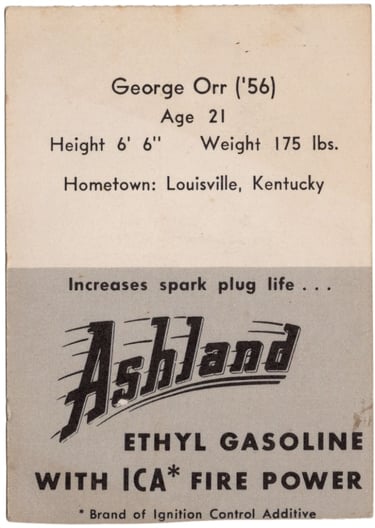 George Orr ('56)
Age 21
Height 6' 6" Weight 175 lbs.
Hometown: Louisville, Kentucky
Increases spark plug life . . .
Ashland
ETHYL GASOLINE
WITH ICA* FIRE POWER
* Brand of Ignition Control Additive